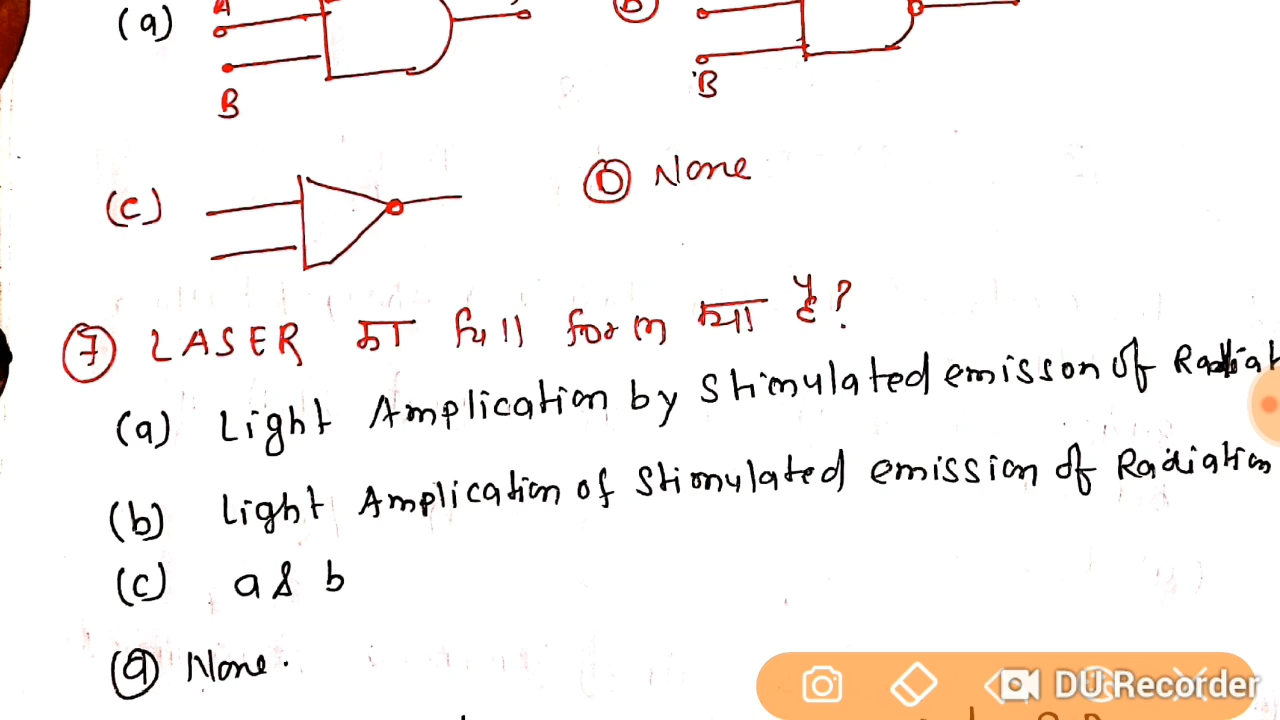 (a) A
B
(b)
B
(c)
(D) None
(7) LASER का full form क्या है?
(a) Light Amplication by Stimulated emisson of Radiat
(b) Light Amplication of Stimulated emission of Radiation
(c) a & b
(d) None.
DU Recorder